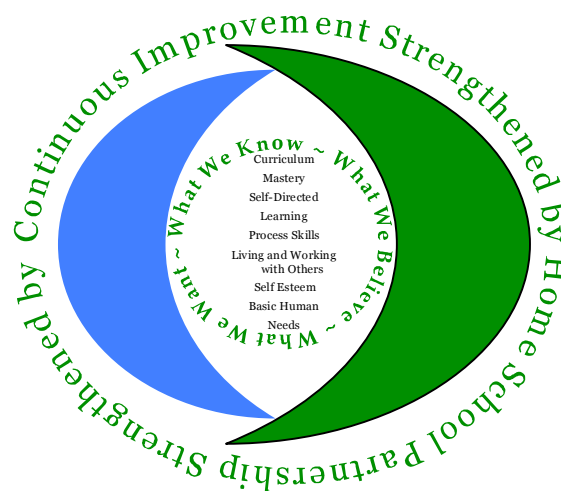 Strengthened by Continuous Improvement Strengthened by Home School Partnership
What We Know ~ What We Believe ~ What We Want ~
Curriculum
Mastery
Self-Directed
Learning
Process Skills
Living and Working
with Others
Self Esteem
Basic Human
Needs